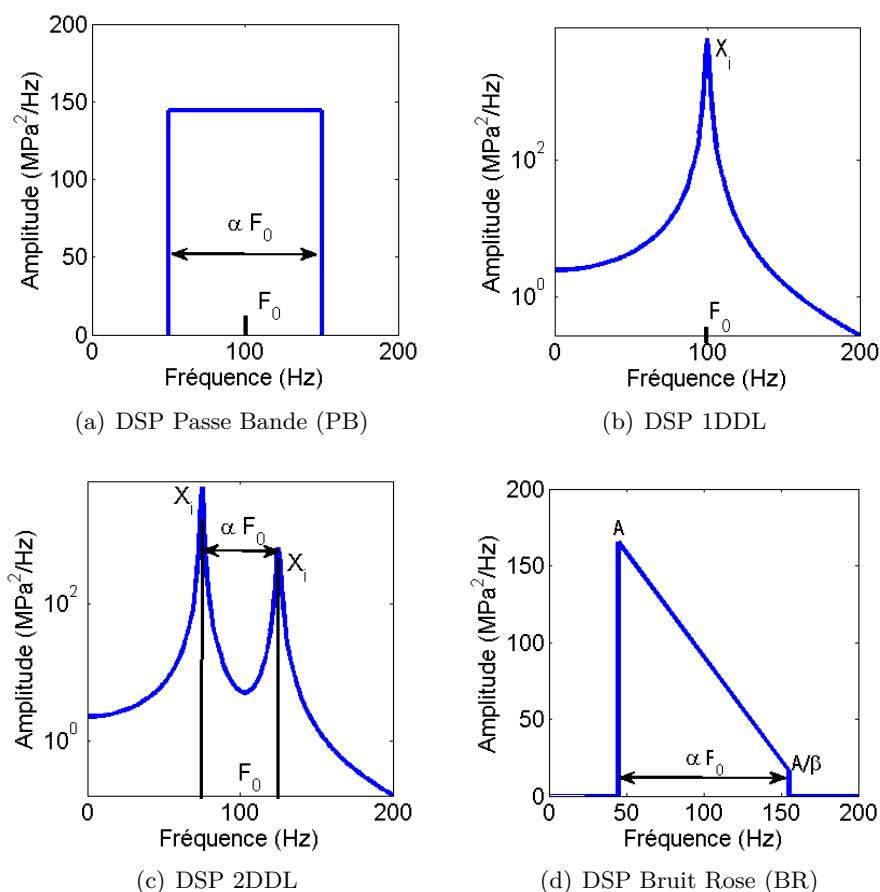 200
150
100
50
0
Amplitude (MPa²/Hz)
α F₀
F₀
0
100
200
Fréquence (Hz)
(a) DSP Passe Bande (PB)
10²
10⁰
Amplitude (MPa²/Hz)
Xᵢ
F₀
0
100
200
Fréquence (Hz)
(b) DSP 1DDL
10²
10⁰
Amplitude (MPa²/Hz)
Xᵢ
α F₀
Xᵢ
F₀
0
100
200
Fréquence (Hz)
(c) DSP 2DDL
200
150
100
50
0
Amplitude (MPa²/Hz)
A
A/β
α F₀
0
50
100
150
200
Fréquence (Hz)
(d) DSP Bruit Rose (BR)